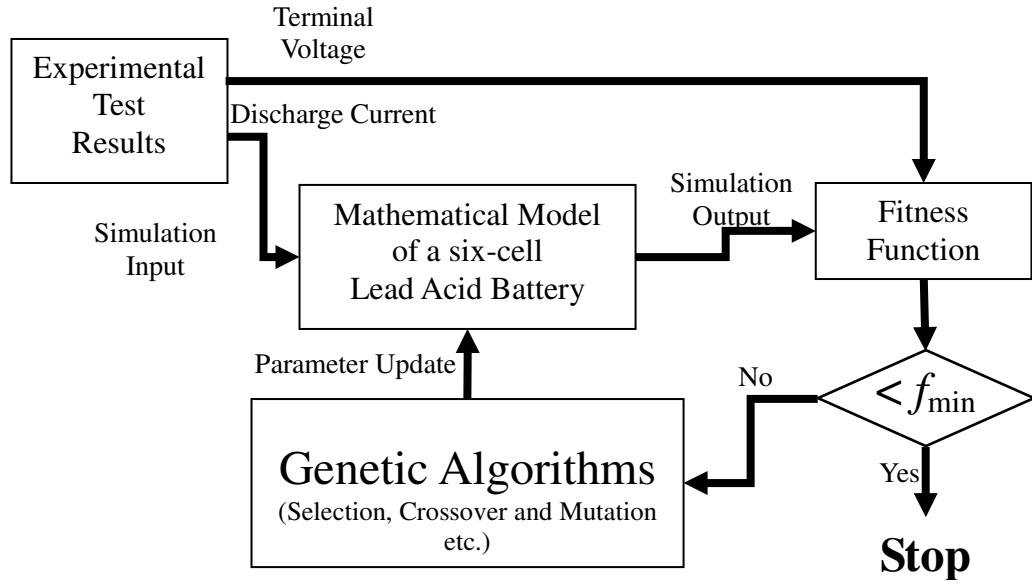 Terminal
Voltage
Experimental
Test
Results
Discharge Current
Simulation
Input
Mathematical Model
of a six-cell
Lead Acid Battery
Simulation
Output
Fitness
Function
Parameter Update
No
< f_min
Genetic Algorithms
(Selection, Crossover and Mutation
etc.)
Yes
Stop